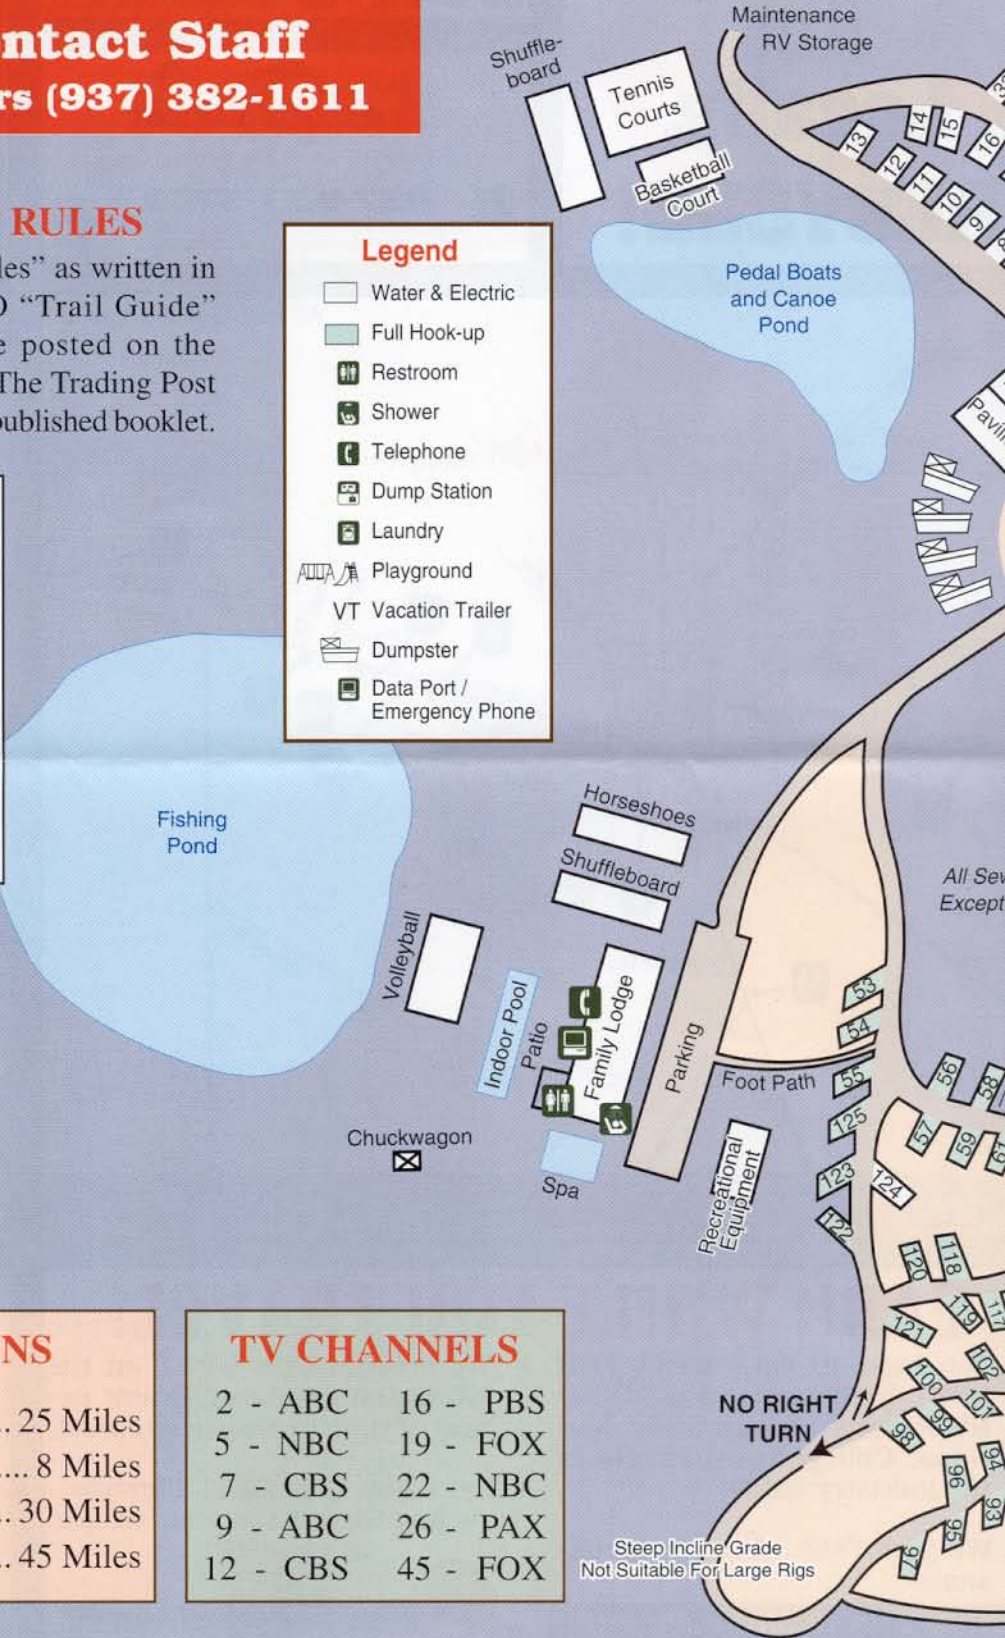 ntact Staff
rs (937) 382-1611
RULES
les” as written in
“Trail Guide”
e posted on the
The Trading Post
published booklet.
Legend
Water & Electric
Full Hook-up
Restroom
Shower
Telephone
Dump Station
Laundry
Playground
VT Vacation Trailer
Dumpster
Data Port /
Emergency Phone
Maintenance
RV Storage
Shuffle-
board
Tennis
Courts
Basketball
Court
Pedal Boats
and Canoe
Pond
13
14
15
16
12
11
10
9
8
Pavili
Fishing
Pond
Horseshoes
Shuffleboard
Volleyball
Indoor Pool
Patio
Family Lodge
Parking
Foot Path
Chuckwagon
Spa
Recreational
Equipment
All Sew
Except
53
54
55
125
123
122
124
56
58
57
59
61
120
118
121
119
117
102
100
101
99
98
94
96
93
95
97
NO RIGHT
TURN
Steep Incline Grade
Not Suitable For Large Rigs
NS
.. 25 Miles
.... 8 Miles
.. 30 Miles
.. 45 Miles
TV CHANNELS
2 - ABC 16 - PBS
5 - NBC 19 - FOX
7 - CBS 22 - NBC
9 - ABC 26 - PAX
12 - CBS 45 - FOX